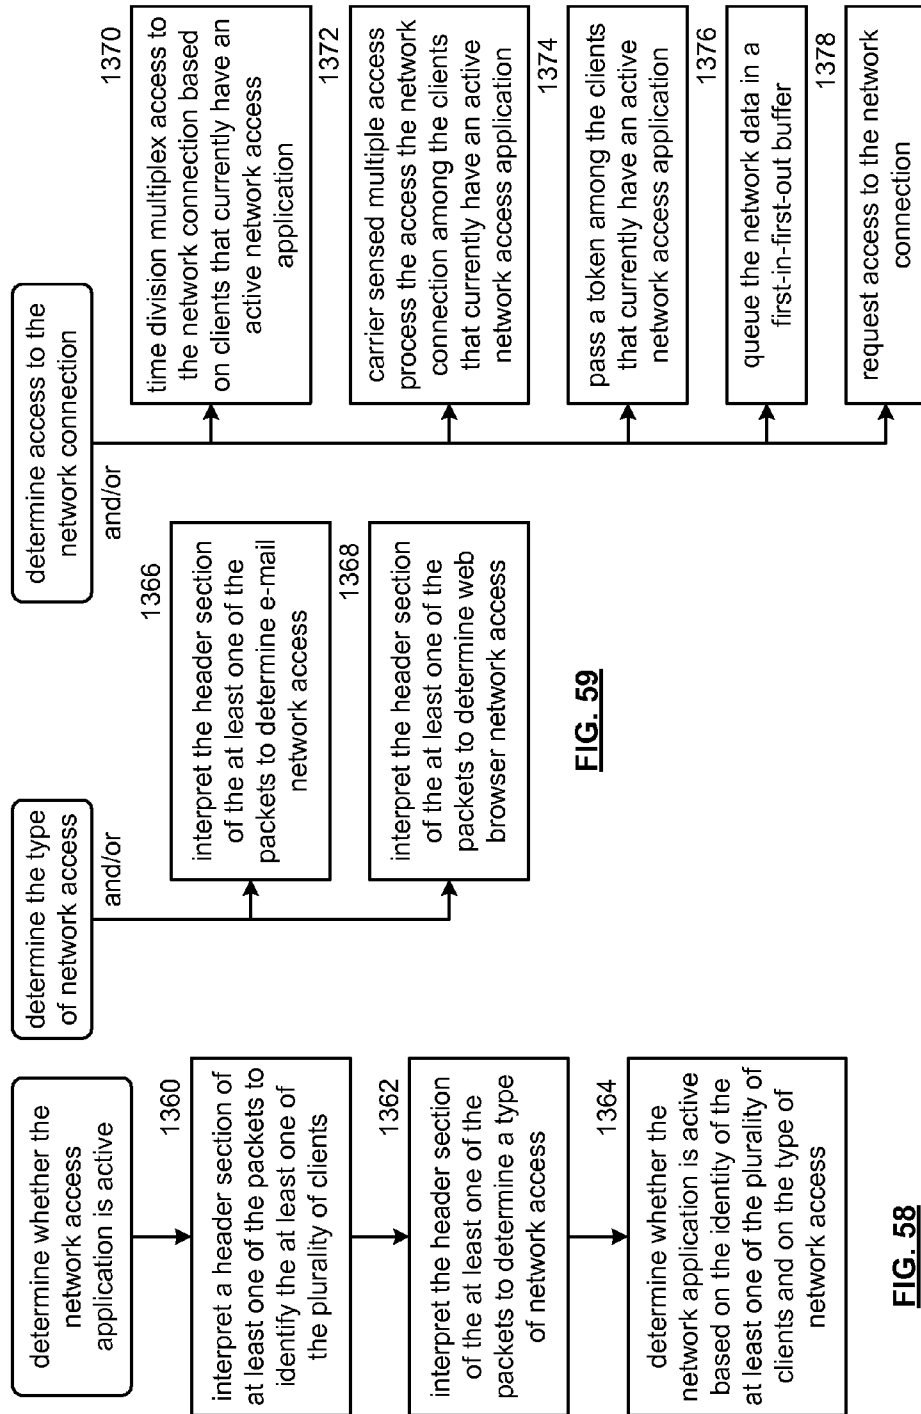 determine whether the
network access
application is active
1360
interpret a header section of
at least one of the packets to
identify the at least one of
the plurality of clients
1362
interpret the header section
of the at least one of the
packets to determine a type
of network access
1364
determine whether the
network application is active
based on the identity of the
at least one of the plurality of
clients and on the type of
network access
FIG. 58
determine the type
of network access
and/or
1366
interpret the header section
of the at least one of the
packets to determine e-mail
network access
1368
interpret the header section
of the at least one of the
packets to determine web
browser network access
FIG. 59
determine access to the
network connection
and/or
1370
time division multiplex access to
the network connection based
on clients that currently have an
active network access
application
1372
carrier sensed multiple access
process the access the network
connection among the clients
that currently have an active
network access application
1374
pass a token among the clients
that currently have an active
network access application
1376
queue the network data in a
first-in-first-out buffer
1378
request access to the network
connection